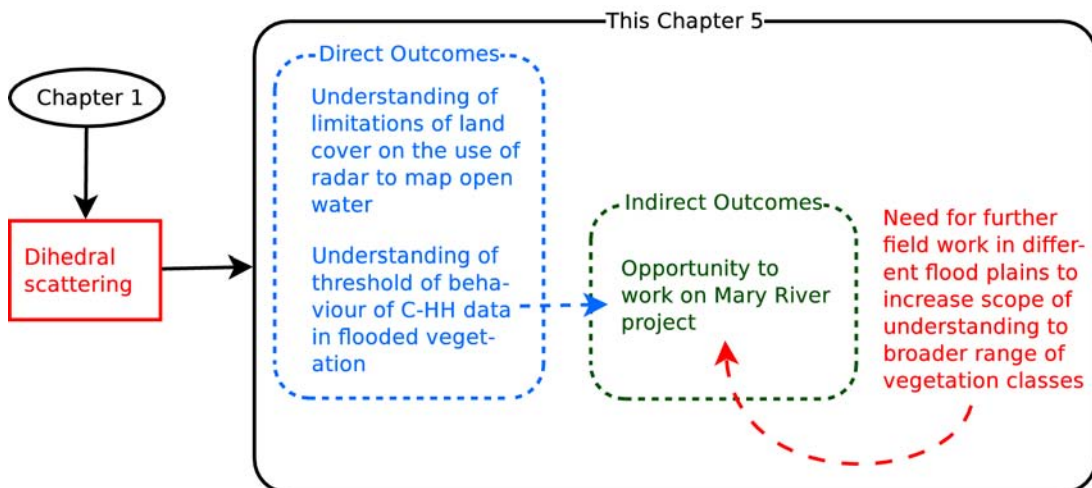 This Chapter 5
Chapter 1
Dihedral
scattering
Direct Outcomes
Understanding of
limitations of land
cover on the use of
radar to map open
water
Understanding of
threshold of beha-
viour of C-HH data
in flooded veget-
ation
Indirect Outcomes
Opportunity to
work on Mary River
project
Need for further
field work in differ-
ent flood plains to
increase scope of
understanding to
broader range of
vegetation classes